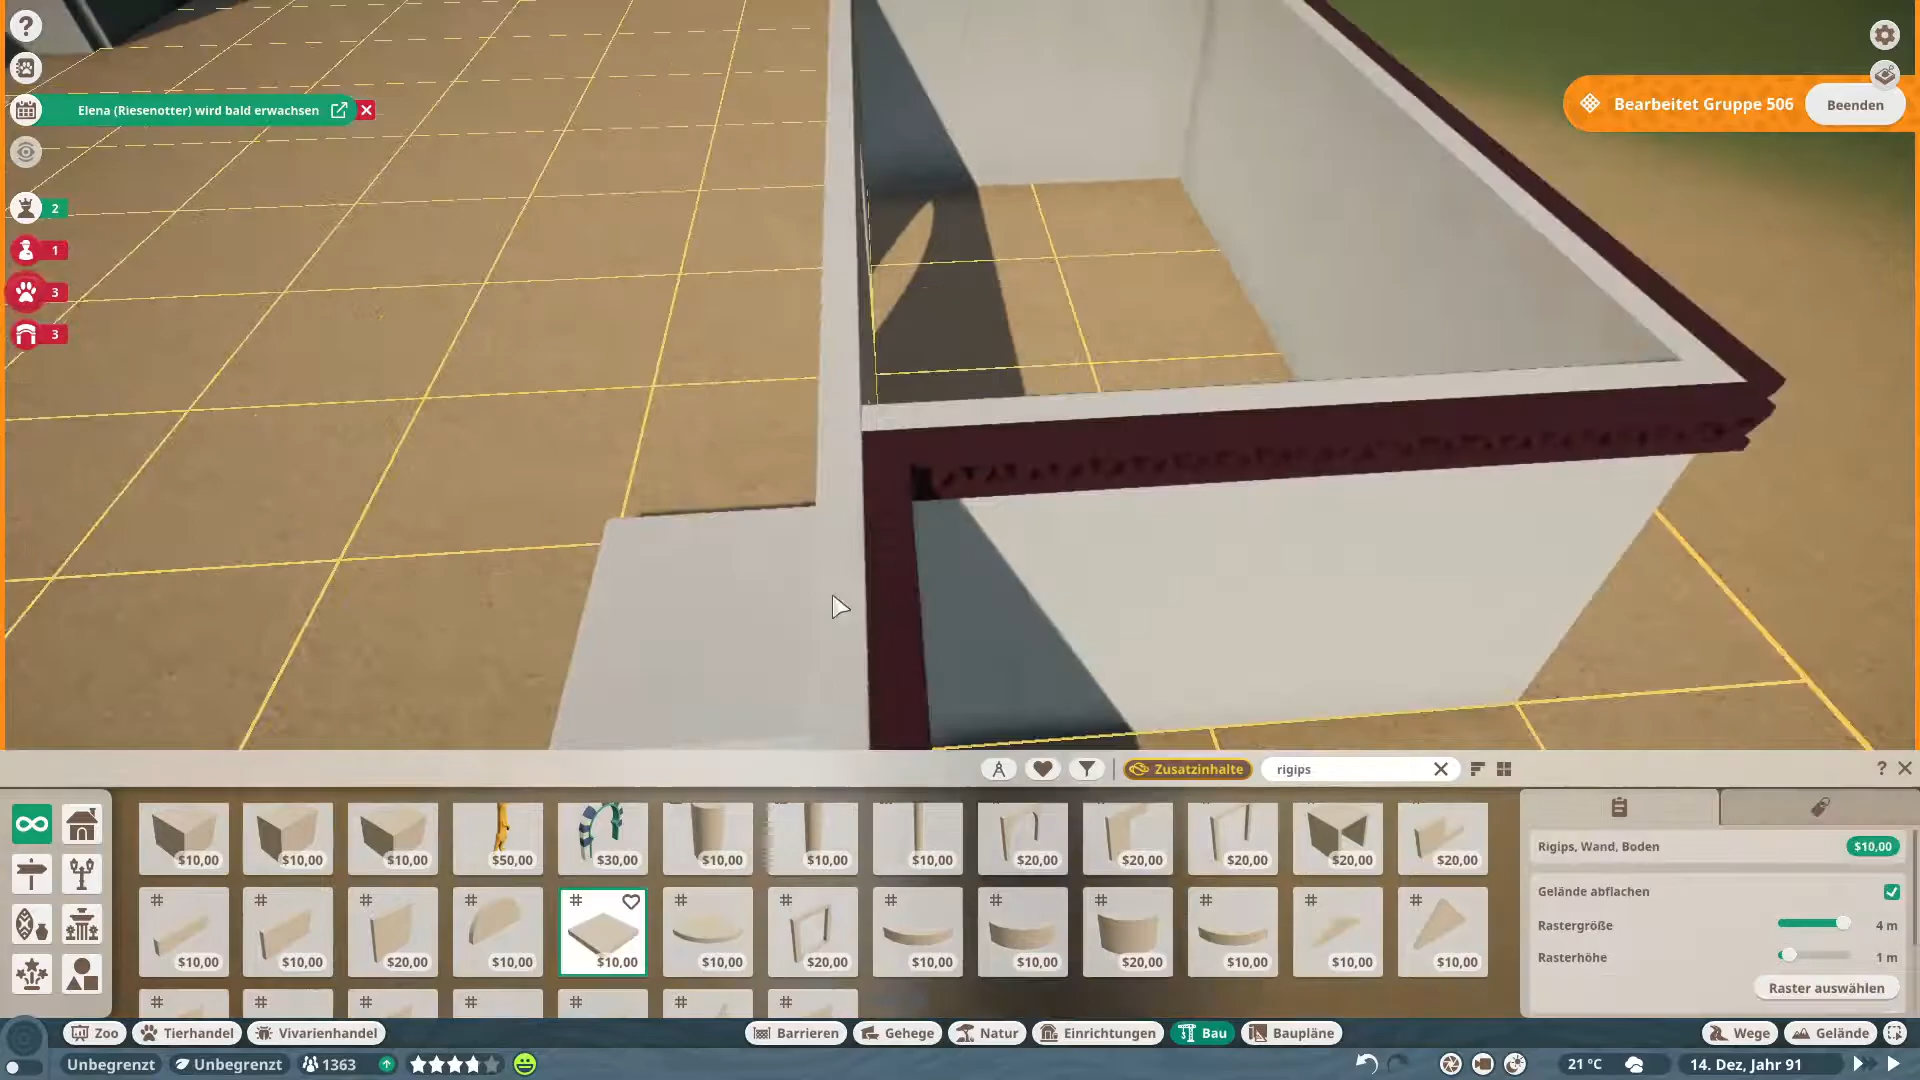 ?
Elena (Riesenotter) wird bald erwachsen
Bearbeitet Gruppe 506
Beenden
2
1
3
3
Zusatzinhalte
rigips
?
$10,00 $10,00 $10,00 $50,00 $30,00 $10,00 $10,00 $10,00 $20,00 $20,00 $20,00 $20,00 $20,00
# # # # # # # # # # # # #
$10,00 $10,00 $20,00 $10,00 $10,00 $10,00 $20,00 $10,00 $10,00 $20,00 $10,00 $10,00 $10,00
# # # # # # #
Rigips, Wand, Boden $10,00
Gelände abflachen
Rastergröße 4 m
Rasterhöhe 1 m
Raster auswählen
Zoo Tierhandel Vivarienhandel Barrieren Gehege Natur Einrichtungen Bau Baupläne Wege Gelände
Unbegrenzt Unbegrenzt 1363 21 °C 14. Dez, Jahr 91